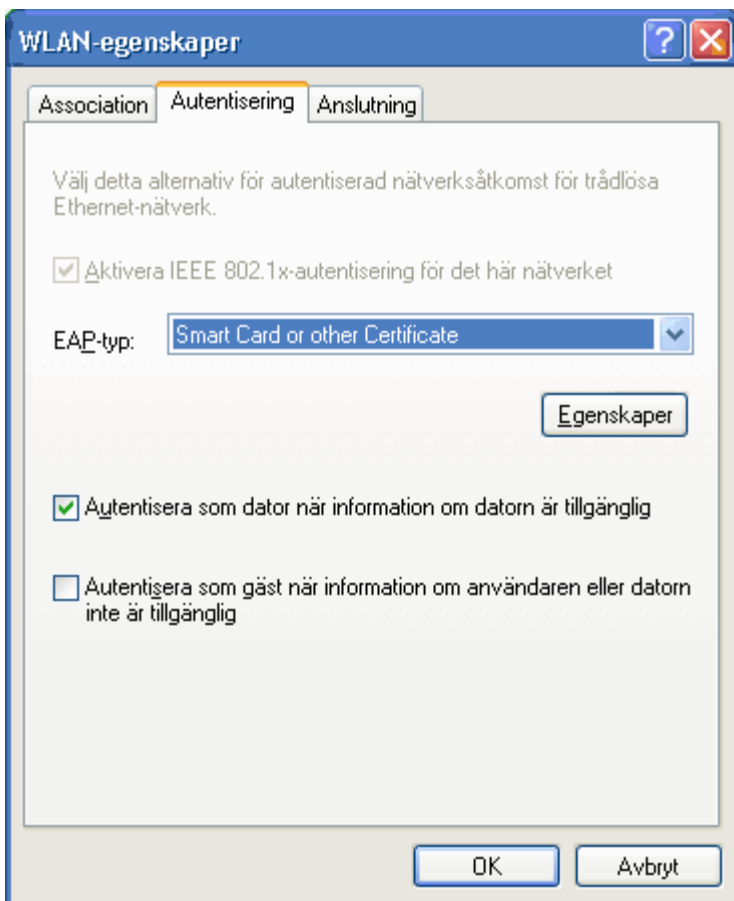 WLAN-egenskaper
Association Autentisering Anslutning
Välj detta alternativ för autentiserad nätverksåtkomst för trådlösa
Ethernet-nätverk.
Aktivera IEEE 802.1x-autentisering för det här nätverket
EAP-typ: Smart Card or other Certificate
Egenskaper
Autentisera som dator när information om datorn är tillgänglig
Autentisera som gäst när information om användaren eller datorn
inte är tillgänglig
OK Avbryt